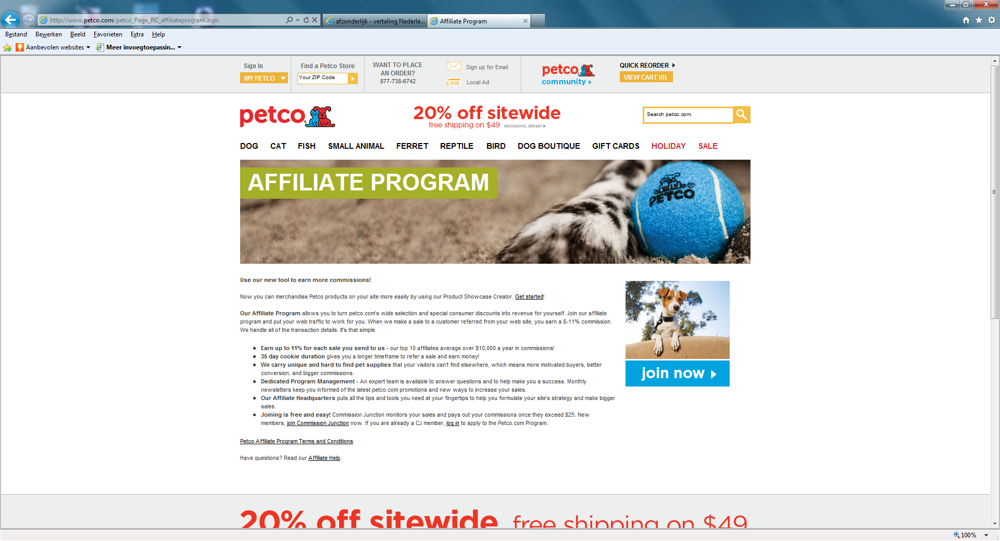 http://www.petco.com/petco_Page_PC_affiliateprogram.aspx
afzonderlijk - vertaling Nederla...
Affiliate Program
Bestand Bewerken Beeld Favorieten Extra Help
Aanbevolen websites
Meer invoegtoepassin...
Sign In
MY PETCO
Find a Petco Store
Your ZIP Code
WANT TO PLACE
AN ORDER?
877-738-6742
Sign up for Email
Local Ad
petco
community
QUICK REORDER
VIEW CART (0)
petco
20% off sitewide
free shipping on $49 exclusions, details
Search petco.com
DOG CAT FISH SMALL ANIMAL FERRET REPTILE BIRD DOG BOUTIQUE GIFT CARDS HOLIDAY SALE
AFFILIATE PROGRAM
PETCO
Use our new tool to earn more commissions!
Now you can merchandise Petco products on your site more easily by using our Product Showcase Creator. Get started!
Our Affiliate Program allows you to turn petco.com's wide selection and special consumer discounts into revenue for yourself. Join our affiliate
program and put your web traffic to work for you. When we make a sale to a customer referred from your web site, you earn a 8-11% commission.
We handle all of the transaction details. It's that simple.
• Earn up to 11% for each sale you send to us - our top 10 affiliates average over $10,000 a year in commissions!
• 35 day cookie duration gives you a longer timeframe to refer a sale and earn money!
• We carry unique and hard to find pet supplies that your visitors can't find elsewhere, which means more motivated buyers, better
conversion, and bigger commissions.
• Dedicated Program Management - An expert team is available to answer questions and to help make you a success. Monthly
newsletters keep you informed of the latest petco.com promotions and new ways to increase your sales.
• Our Affiliate Headquarters puts all the tips and tools you need at your fingertips to help you formulate your site's strategy and make bigger
sales.
• Joining is free and easy! Commission Junction monitors your sales and pays out your commissions once they exceed $25. New
members, join Commission Junction now. If you are already a CJ member, log in to apply to the Petco.com Program.
join now
Petco Affiliate Program Terms and Conditions
Have questions? Read our Affiliate Help.
20% off sitewide free shipping on $49
100%